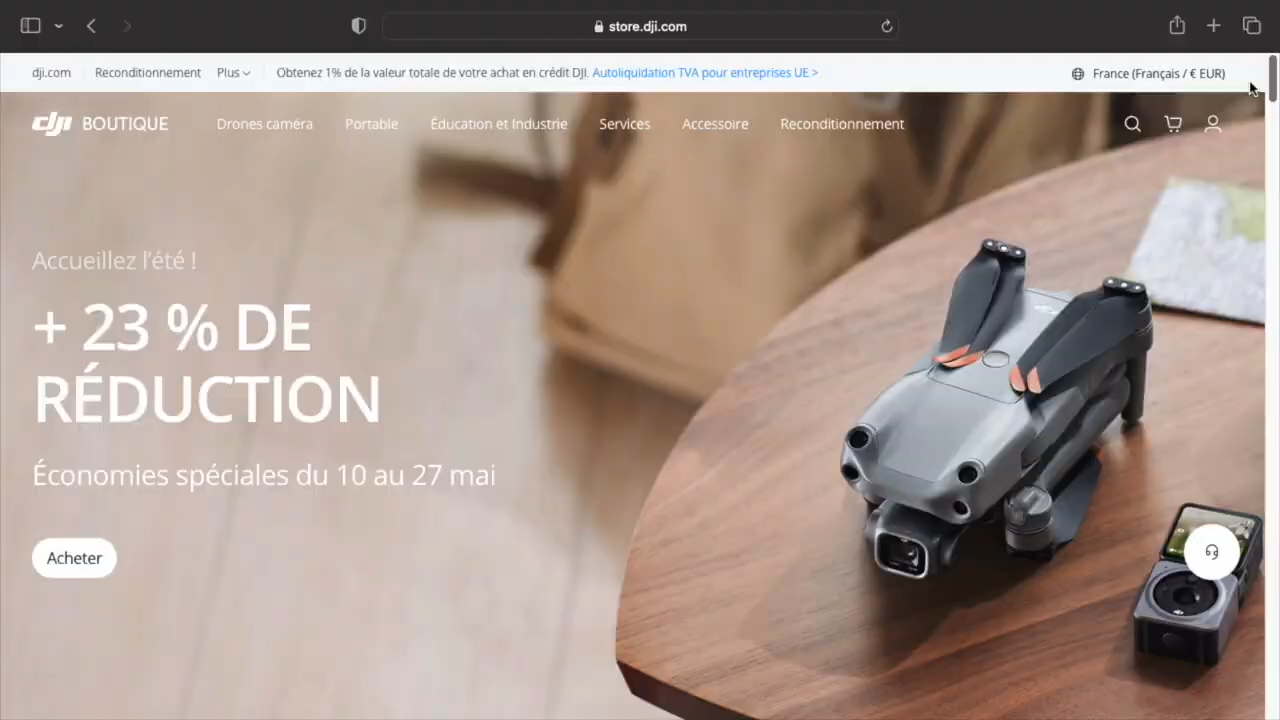 store.dji.com
dji.com Reconditionnement Plus Obtenez 1% de la valeur totale de votre achat en crédit DJI. Autoliquidation TVA pour entreprises UE > France (Français / € EUR)
dji BOUTIQUE Drones caméra Portable Éducation et Industrie Services Accessoire Reconditionnement
Accueillez l'été !
+ 23 % DE
RÉDUCTION
Économies spéciales du 10 au 27 mai
Acheter